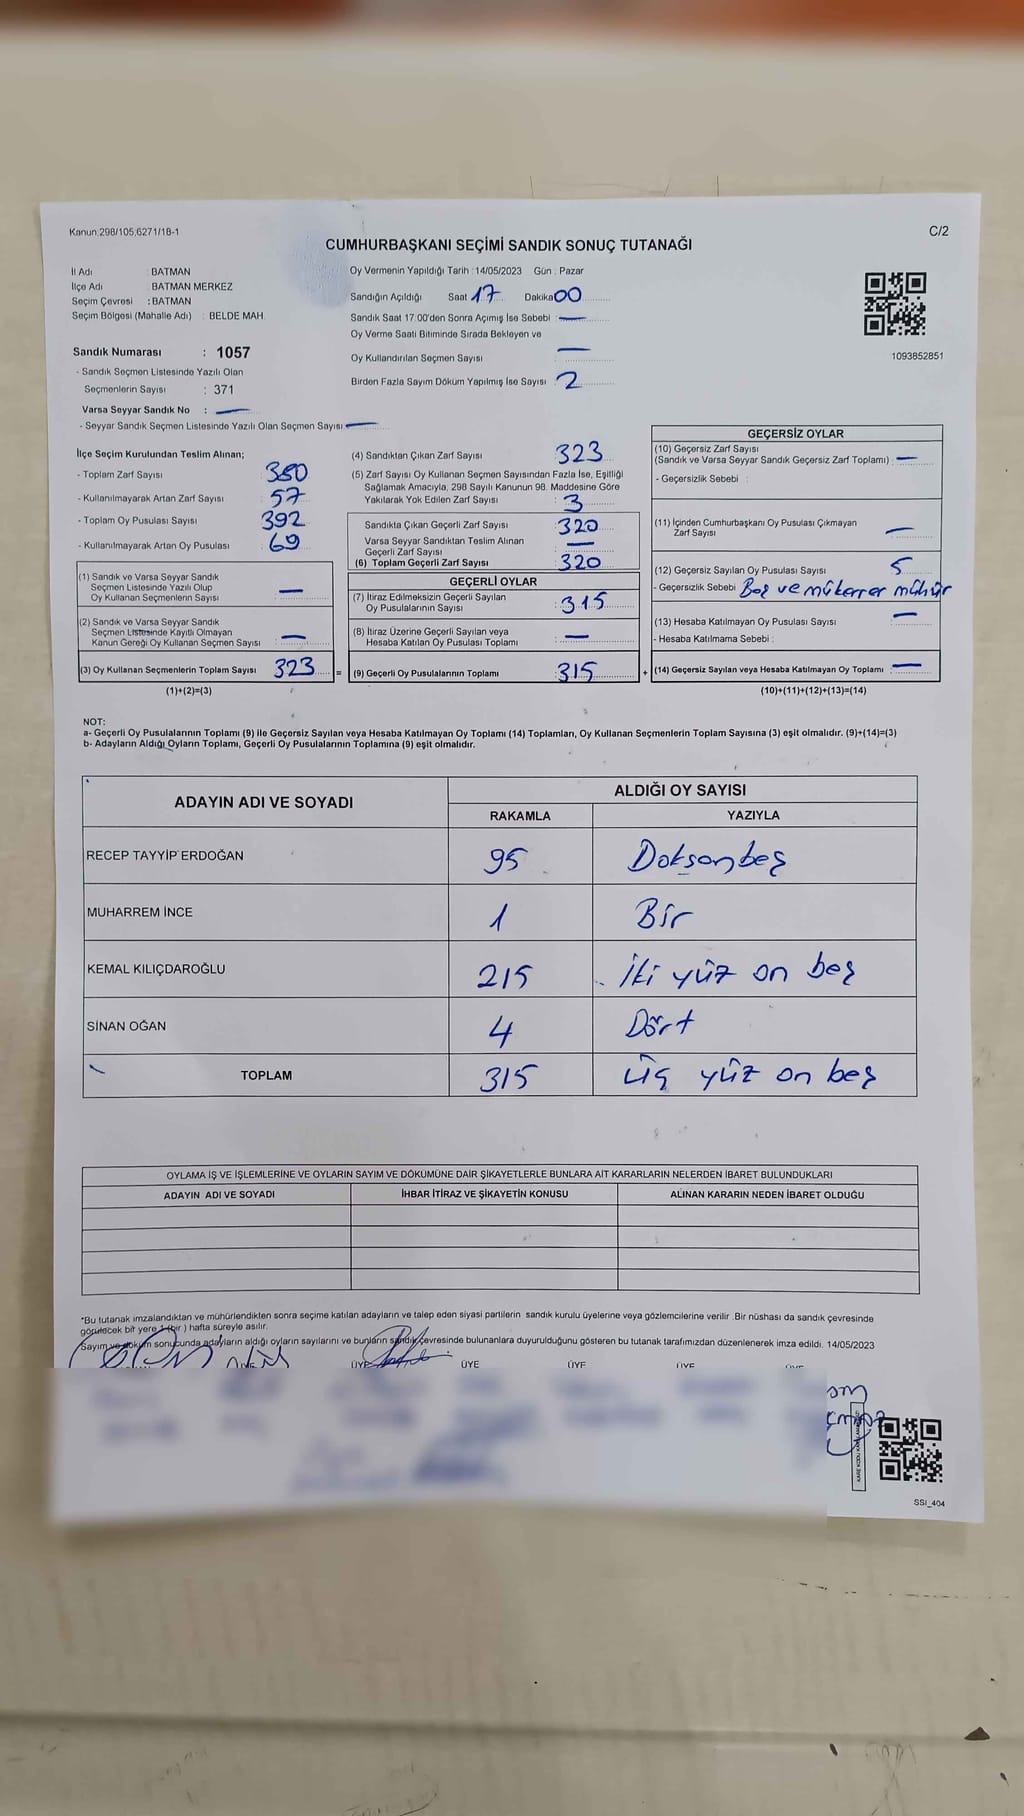 Kanun:298/105,6271/18-1
C/2
CUMHURBAŞKANI SEÇİMİ SANDIK SONUÇ TUTANAĞI
İl Adı : BATMAN
İlçe Adı : BATMAN MERKEZ
Seçim Çevresi : BATMAN
Seçim Bölgesi (Mahalle Adı) : BELDE MAH.
Sandık Numarası : 1057
- Sandık Seçmen Listesinde Yazılı Olan
Seçmenlerin Sayısı : 371
Varsa Seyyar Sandık No : —
- Seyyar Sandık Seçmen Listesinde Yazılı Olan Seçmen Sayısı —
Oy Vermenin Yapıldığı Tarih : 14/05/2023 Gün : Pazar
Sandığın Açıldığı Saat 17 Dakika 00
Sandık Saat 17:00'den Sonra Açımış İse Sebebi : —
Oy Verme Saati Bitiminde Sırada Bekleyen ve
Oy Kullandırılan Seçmen Sayısı : —
Birden Fazla Sayım Döküm Yapılmış İse Sayısı : 2
1093852851
İlçe Seçim Kurulundan Teslim Alınan;
- Toplam Zarf Sayısı 380
- Kullanılmayarak Artan Zarf Sayısı 57
- Toplam Oy Pusulası Sayısı 392
- Kullanılmayarak Artan Oy Pusulası 69
(1) Sandık ve Varsa Seyyar Sandık
Seçmen Listesinde Yazılı Olup
Oy Kullanan Seçmenlerin Sayısı —
(2) Sandık ve Varsa Seyyar Sandık
Seçmen Listesinde Kayıtlı Olmayan
Kanun Gereği Oy Kullanan Seçmen Sayısı —
(3) Oy Kullanan Seçmenlerin Toplam Sayısı 323 =
(1)+(2)=(3)
(4) Sandıktan Çıkan Zarf Sayısı : 323
(5) Zarf Sayısı Oy Kullanan Seçmen Sayısından Fazla İse, Eşitliği
Sağlamak Amacıyla, 298 Sayılı Kanunun 98. Maddesine Göre
Yakılarak Yok Edilen Zarf Sayısı : 3
Sandıkta Çıkan Geçerli Zarf Sayısı : 320
Varsa Seyyar Sandıktan Teslim Alınan
Geçerli Zarf Sayısı : —
(6) Toplam Geçerli Zarf Sayısı : 320
GEÇERLİ OYLAR
(7) İtiraz Edilmeksizin Geçerli Sayılan
Oy Pusulalarının Sayısı : 315
(8) İtiraz Üzerine Geçerli Sayılan veya
Hesaba Katılan Oy Pusulası Toplamı : —
(9) Geçerli Oy Pusulalarının Toplamı : 315 +
GEÇERSİZ OYLAR
(10) Geçersiz Zarf Sayısı
(Sandık ve Varsa Seyyar Sandık Geçersiz Zarf Toplamı) : —
- Geçersizlik Sebebi :
(11) İçinden Cumhurbaşkanı Oy Pusulası Çıkmayan
Zarf Sayısı : —
(12) Geçersiz Sayılan Oy Pusulası Sayısı : 5
- Geçersizlik Sebebi : Boş ve mükerrer mühür
(13) Hesaba Katılmayan Oy Pusulası Sayısı : —
- Hesaba Katılmama Sebebi :
(14) Geçersiz Sayılan veya Hesaba Katılmayan Oy Toplamı : —
(10)+(11)+(12)+(13)=(14)
NOT:
a- Geçerli Oy Pusulalarının Toplamı (9) ile Geçersiz Sayılan veya Hesaba Katılmayan Oy Toplamı (14) Toplamları, Oy Kullanan Seçmenlerin Toplam Sayısına (3) eşit olmalıdır. (9)+(14)=(3)
b- Adayların Aldığı Oyların Toplamı, Geçerli Oy Pusulalarının Toplamına (9) eşit olmalıdır.
ADAYIN ADI VE SOYADI ALDIĞI OY SAYISI
RAKAMLA YAZIYLA
RECEP TAYYİP ERDOĞAN 95 Doksanbeş
MUHARREM İNCE 1 Bir
KEMAL KILIÇDAROĞLU 215 İki yüz on beş
SİNAN OĞAN 4 Dört
TOPLAM 315 üç yüz on beş
OYLAMA İŞ VE İŞLEMLERİNE VE OYLARIN SAYIM VE DÖKÜMÜNE DAİR ŞİKAYETLERLE BUNLARA AİT KARARLARIN NELERDEN İBARET BULUNDUKLARI
ADAYIN ADI VE SOYADI İHBAR İTİRAZ VE ŞİKAYETİN KONUSU ALINAN KARARIN NEDEN İBARET OLDUĞU
*Bu tutanak imzalandıktan ve mühürlendikten sonra seçime katılan adayların ve talep eden siyasi partilerin sandık kurulu üyelerine veya gözlemcilerine verilir .Bir nüshası da sandık çevresinde
görülecek bir yere 1 (bir ) hafta süreyle asılır.
Sayım ve döküm sonucunda adayların aldığı oyların sayılarını ve bunların sandık çevresinde bulunanlara duyurulduğunu gösteren bu tutanak tarafımızdan düzenlenerek imza edildi. 14/05/2023
ÜYE ÜYE ÜYE ÜYE
SSİ_404